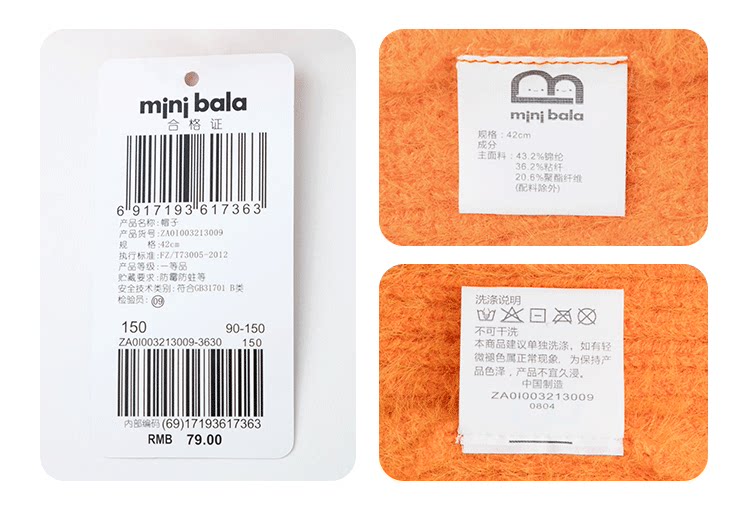 mini bala
合格证
6 917193 617363
产品名称:帽子
产品货号:ZA0I003213009
规 格:42cm
执行标准:FZ/T73005-2012
产品等级:一等品
贮藏要求:防霉防蛀等
安全技术类别:符合GB31701 B类
检验员:09
150 90-150
ZA0I003213009-3630 150
内部编码(69)17193617363
RMB 79.00
mini bala
规格:42cm
成分
主面料:43.2%锦纶
36.2%粘纤
20.6%聚酯纤维
(配料除外)
洗涤说明
不可干洗
本商品建议单独洗涤,如有轻
微褪色属正常现象,为保持产
品色泽,产品不宜久浸。
中国制造
ZA0I003213009
0804